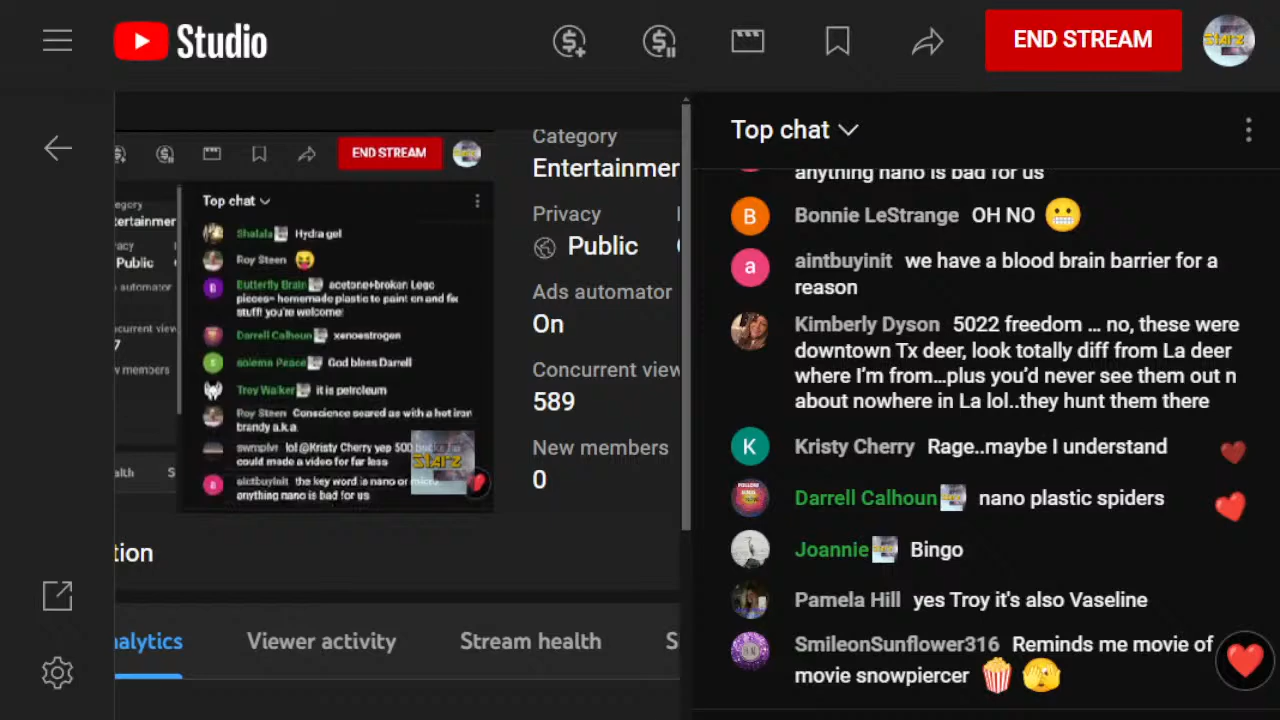 Studio
END STREAM
Starz
Category
Entertainmer
Privacy
Public
Ads automator
On
Concurrent view
589
New members
0
END STREAM
Top chat
egory
tertainmer
Public
automator
current view
7
members
Shalala Hydra gel
Roy Steen
Butterfly Brain acetone+broken Lego
pieces= homemade plastic to paint on and fix
stuff! you're welcome!
Darrell Calhoun xenoestrogen
solemn Peace God bless Darrell
Troy Walker it is petroleum
Roy Steen Conscience seared as with a hot iron
brandy a.k.a.
lol@Kristy Cherry yep 500
could made a video for far less
aintbuyinit the key word is nano or micro
anything nano is bad for us
tion
nalytics
Viewer activity
Stream health
S
Top chat
anything nano is bad for us
B Bonnie LeStrange OH NO
a aintbuyinit we have a blood brain barrier for a
reason
Kimberly Dyson 5022 freedom … no, these were
downtown Tx deer, look totally diff from La deer
where I'm from…plus you'd never see them out n
about nowhere in La lol..they hunt them there
K Kristy Cherry Rage..maybe I understand
Darrell Calhoun nano plastic spiders
Joannie Bingo
Pamela Hill yes Troy it's also Vaseline
SmileonSunflower316 Reminds me movie of
movie snowpiercer